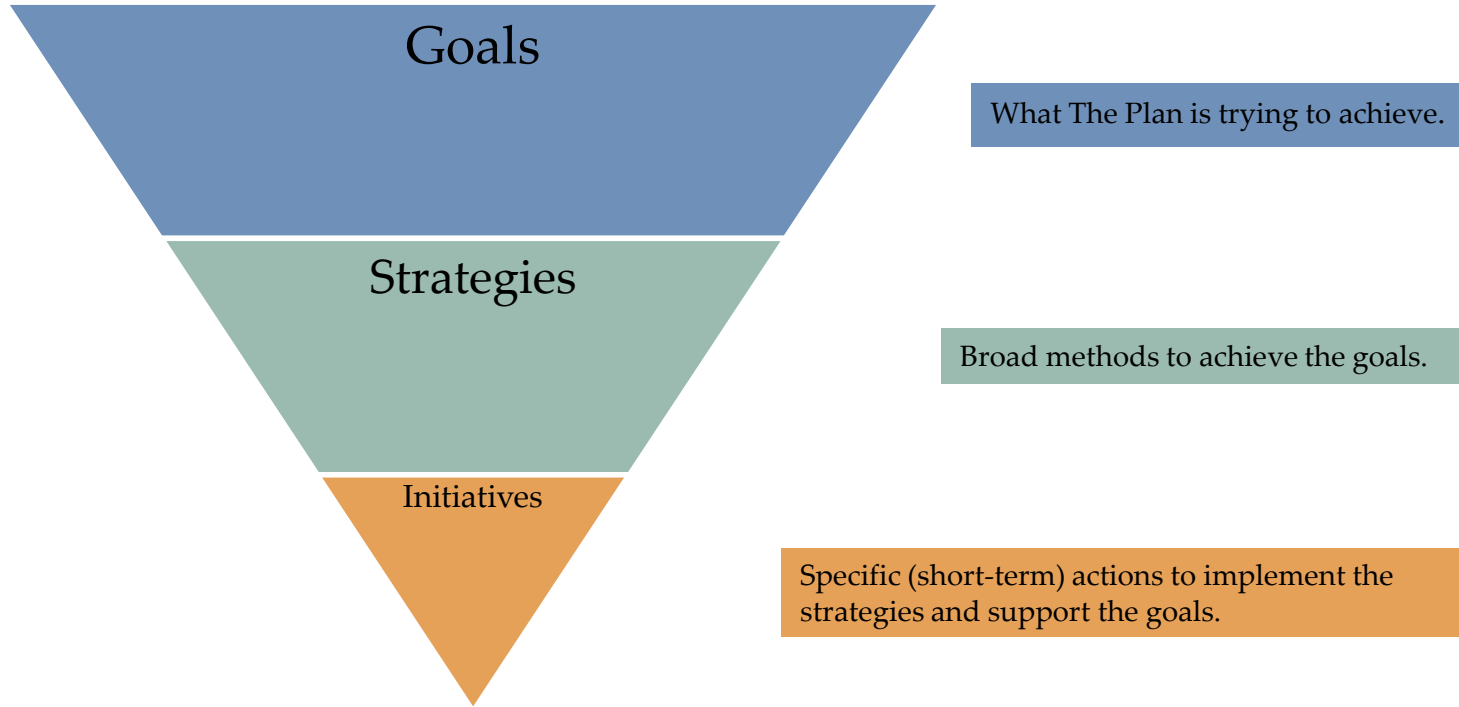 Goals
What The Plan is trying to achieve.
Strategies
Broad methods to achieve the goals.
Initiatives
Specific (short-term) actions to implement the
strategies and support the goals.